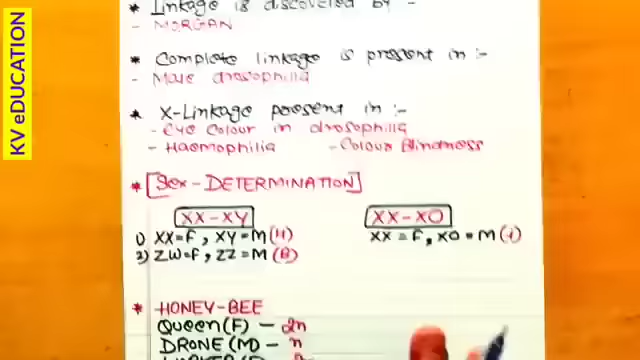 KV eDUCATION
* Linkage is discovered by :-
- MORGAN
* Complete linkage is present in :-
- Male drosophilla
* X-Linkage present in :-
- Eye Colour in drosophilla
- Haemophilia - Colour Blindness
* [Sex-DETERMINATION]
XX-XY XX-XO
1) XX=F, XY=M (H) XX=F, XO=M (I)
2) ZW=F, ZZ=M (B)
* HONEY-BEE
Queen(F) - 2n
DRONE(M) - n